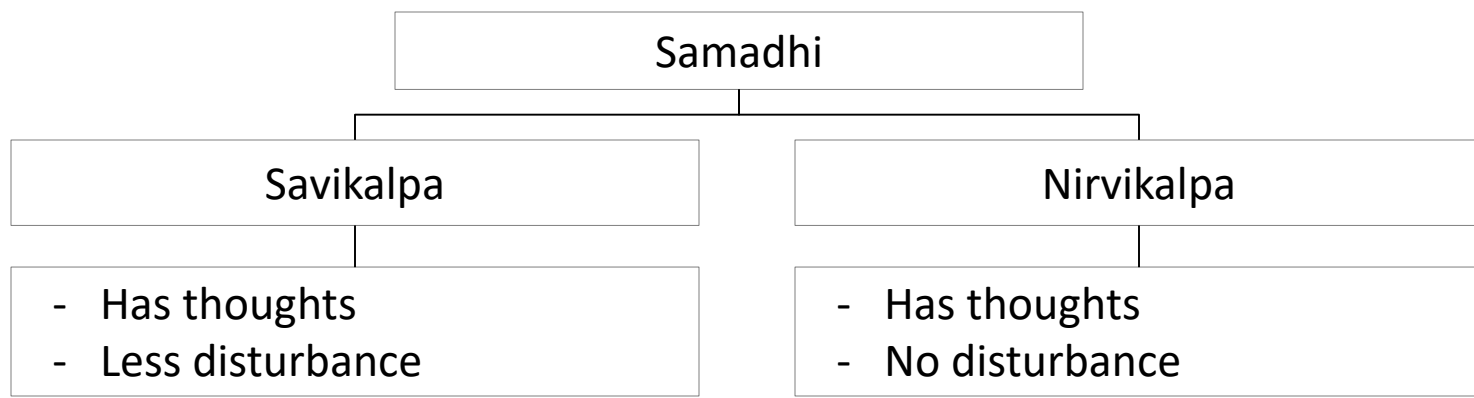 Samadhi
Savikalpa
Nirvikalpa
- Has thoughts
- Less disturbance
- Has thoughts
- No disturbance